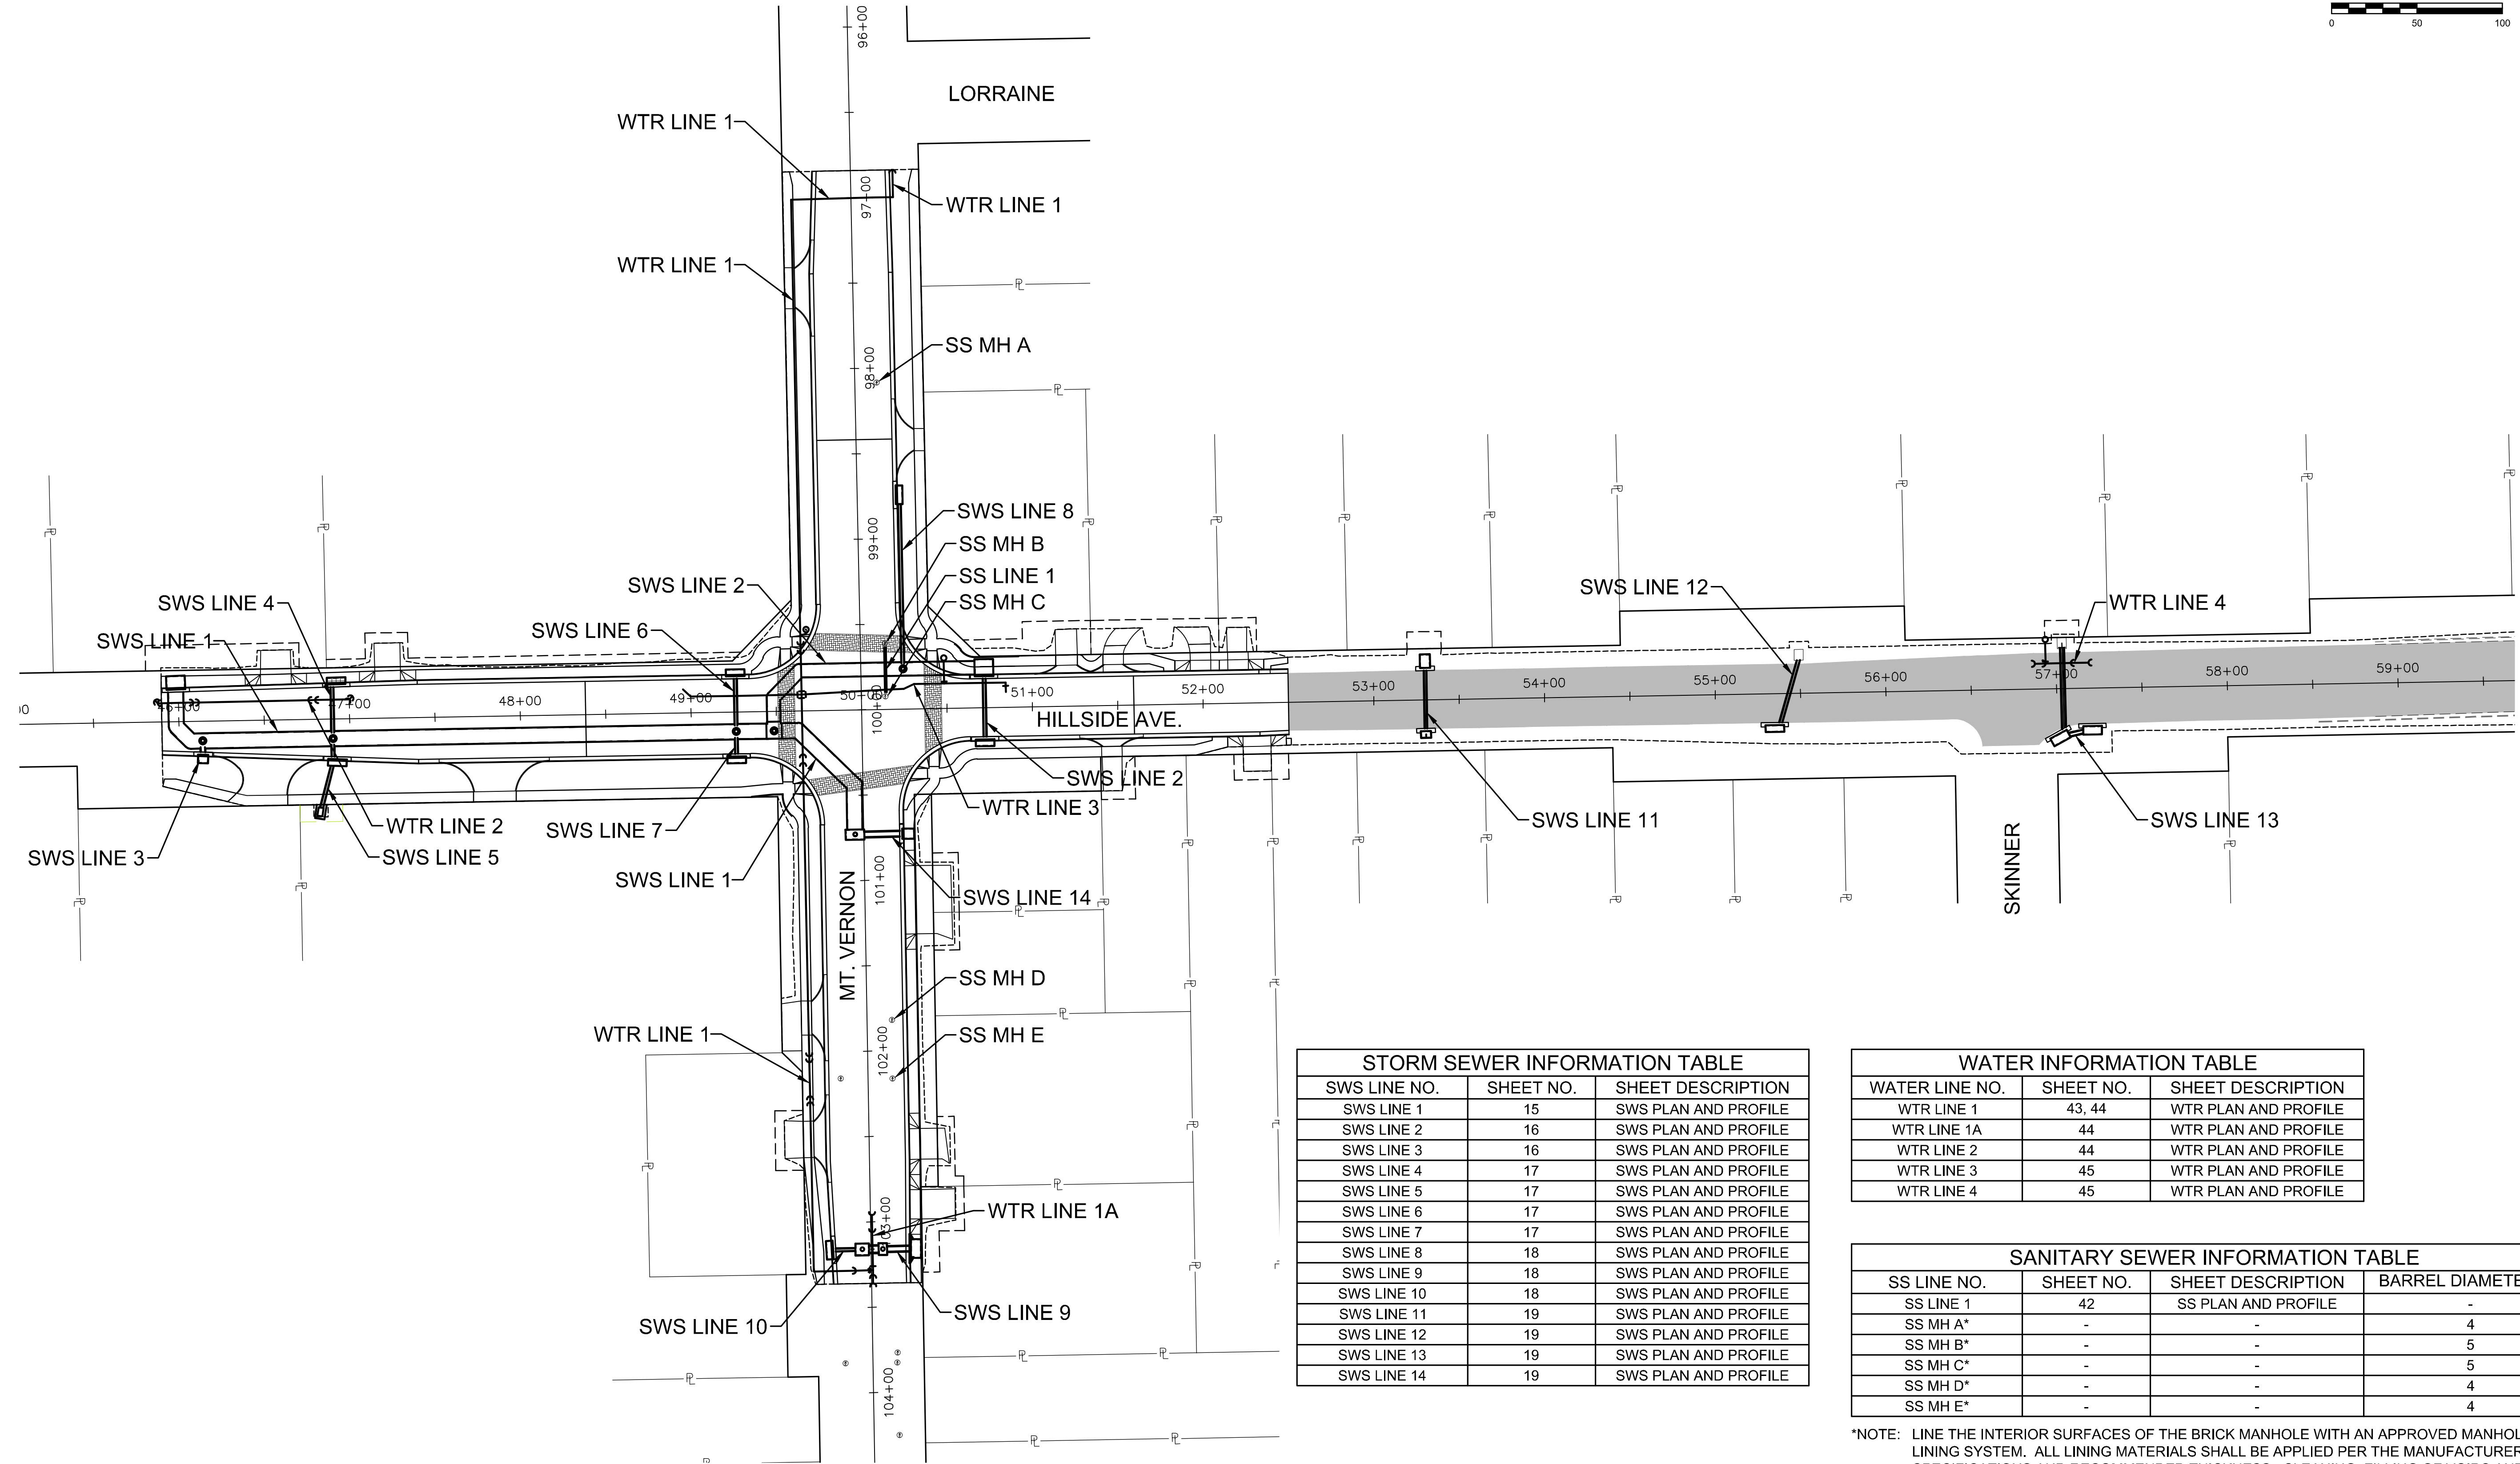 0 50 100
96+00
LORRAINE
WTR LINE 1
97+00
WTR LINE 1
WTR LINE 1
SS MH A
98+00
SWS LINE 8
99+00
SS MH B
SS LINE 1
SS MH C
SWS LINE 2
SWS LINE 4
SWS LINE 1
SWS LINE 6
SWS LINE 12
WTR LINE 4
46+00 47+00 48+00 49+00 50+00 51+00 52+00 53+00 54+00 55+00 56+00 57+00 58+00 59+00
100+00
HILLSIDE AVE.
SWS LINE 2
WTR LINE 3
WTR LINE 2
SWS LINE 7
SWS LINE 11
SWS LINE 13
SWS LINE 3
SWS LINE 5
SWS LINE 1
SKINNER
101+00
SWS LINE 14
MT. VERNON
SS MH D
WTR LINE 1
SS MH E
102+00
WTR LINE 1A
103+00
SWS LINE 9
SWS LINE 10
104+00
STORM SEWER INFORMATION TABLE
SWS LINE NO. SHEET NO. SHEET DESCRIPTION
SWS LINE 1 15 SWS PLAN AND PROFILE
SWS LINE 2 16 SWS PLAN AND PROFILE
SWS LINE 3 16 SWS PLAN AND PROFILE
SWS LINE 4 17 SWS PLAN AND PROFILE
SWS LINE 5 17 SWS PLAN AND PROFILE
SWS LINE 6 17 SWS PLAN AND PROFILE
SWS LINE 7 17 SWS PLAN AND PROFILE
SWS LINE 8 18 SWS PLAN AND PROFILE
SWS LINE 9 18 SWS PLAN AND PROFILE
SWS LINE 10 18 SWS PLAN AND PROFILE
SWS LINE 11 19 SWS PLAN AND PROFILE
SWS LINE 12 19 SWS PLAN AND PROFILE
SWS LINE 13 19 SWS PLAN AND PROFILE
SWS LINE 14 19 SWS PLAN AND PROFILE
WATER INFORMATION TABLE
WATER LINE NO. SHEET NO. SHEET DESCRIPTION
WTR LINE 1 43, 44 WTR PLAN AND PROFILE
WTR LINE 1A 44 WTR PLAN AND PROFILE
WTR LINE 2 44 WTR PLAN AND PROFILE
WTR LINE 3 45 WTR PLAN AND PROFILE
WTR LINE 4 45 WTR PLAN AND PROFILE
SANITARY SEWER INFORMATION TABLE
SS LINE NO. SHEET NO. SHEET DESCRIPTION BARREL DIAMETE
SS LINE 1 42 SS PLAN AND PROFILE -
SS MH A* - - 4
SS MH B* - - 5
SS MH C* - - 5
SS MH D* - - 4
SS MH E* - - 4
*NOTE: LINE THE INTERIOR SURFACES OF THE BRICK MANHOLE WITH AN APPROVED MANHOL
LINING SYSTEM. ALL LINING MATERIALS SHALL BE APPLIED PER THE MANUFACTURER